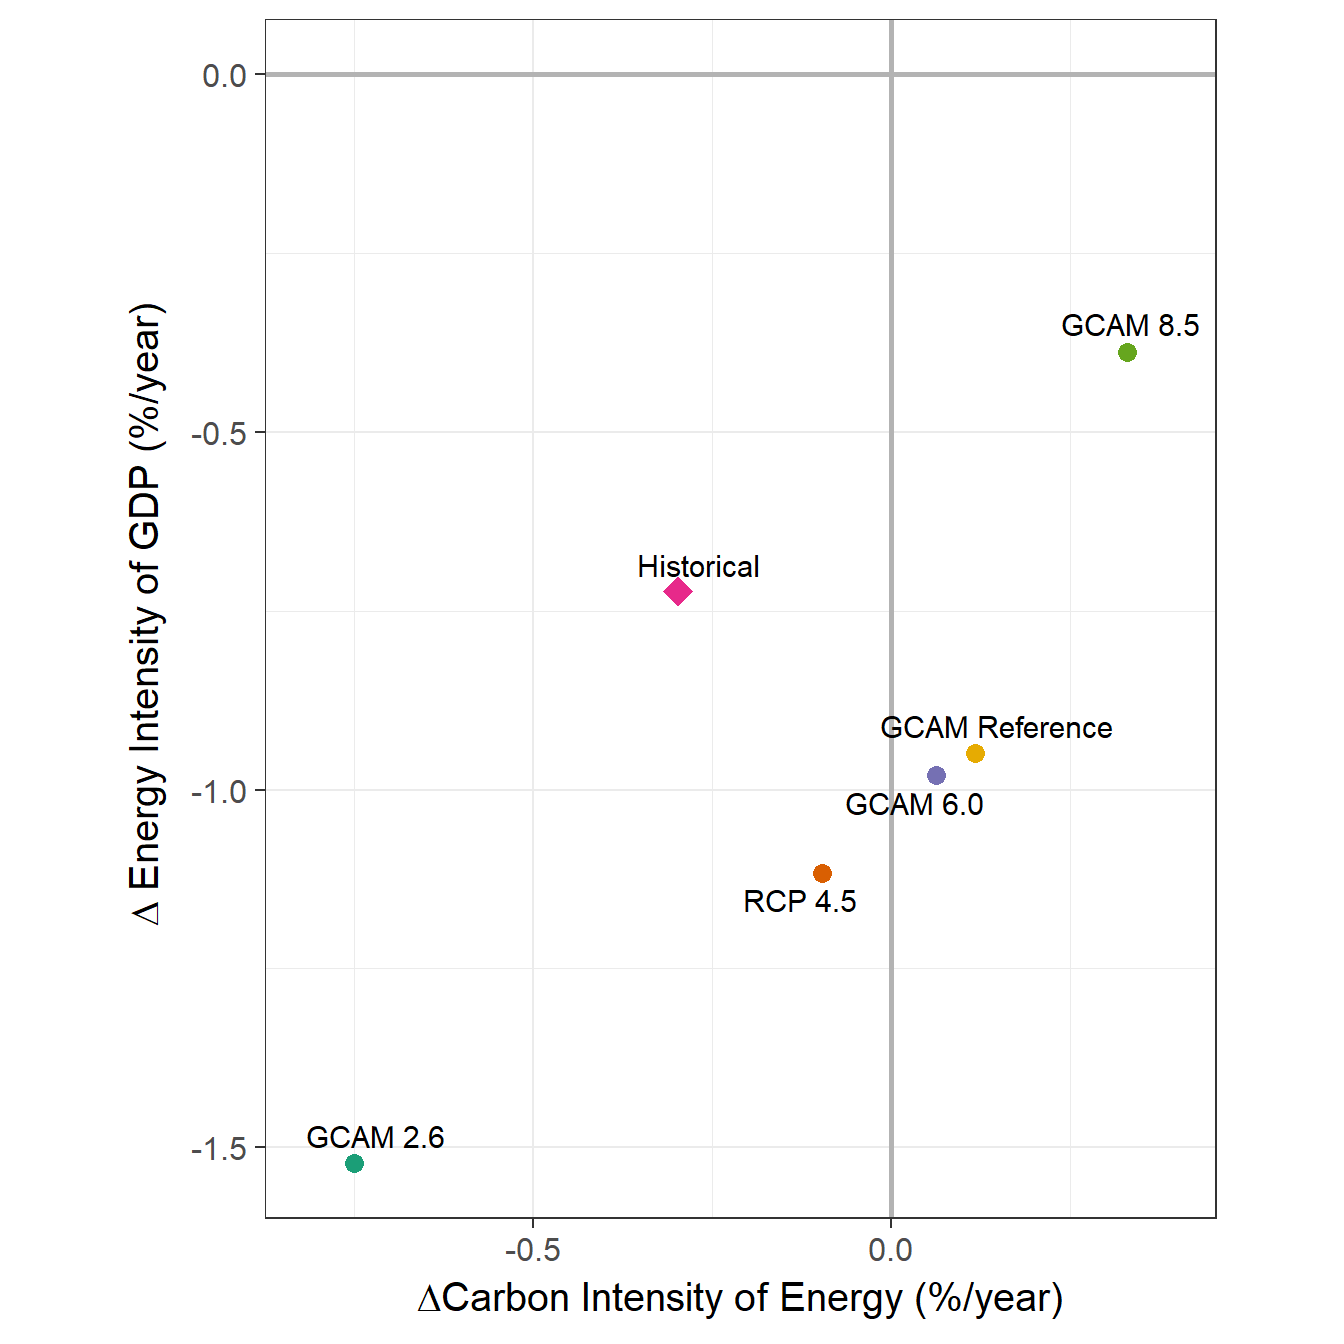 0.0
GCAM 8.5
-0.5
Historical
GCAM Reference
-1.0
GCAM 6.0
RCP 4.5
GCAM 2.6
-1.5
-0.5
0.0
Δ Energy Intensity of GDP (%/year)
ΔCarbon Intensity of Energy (%/year)